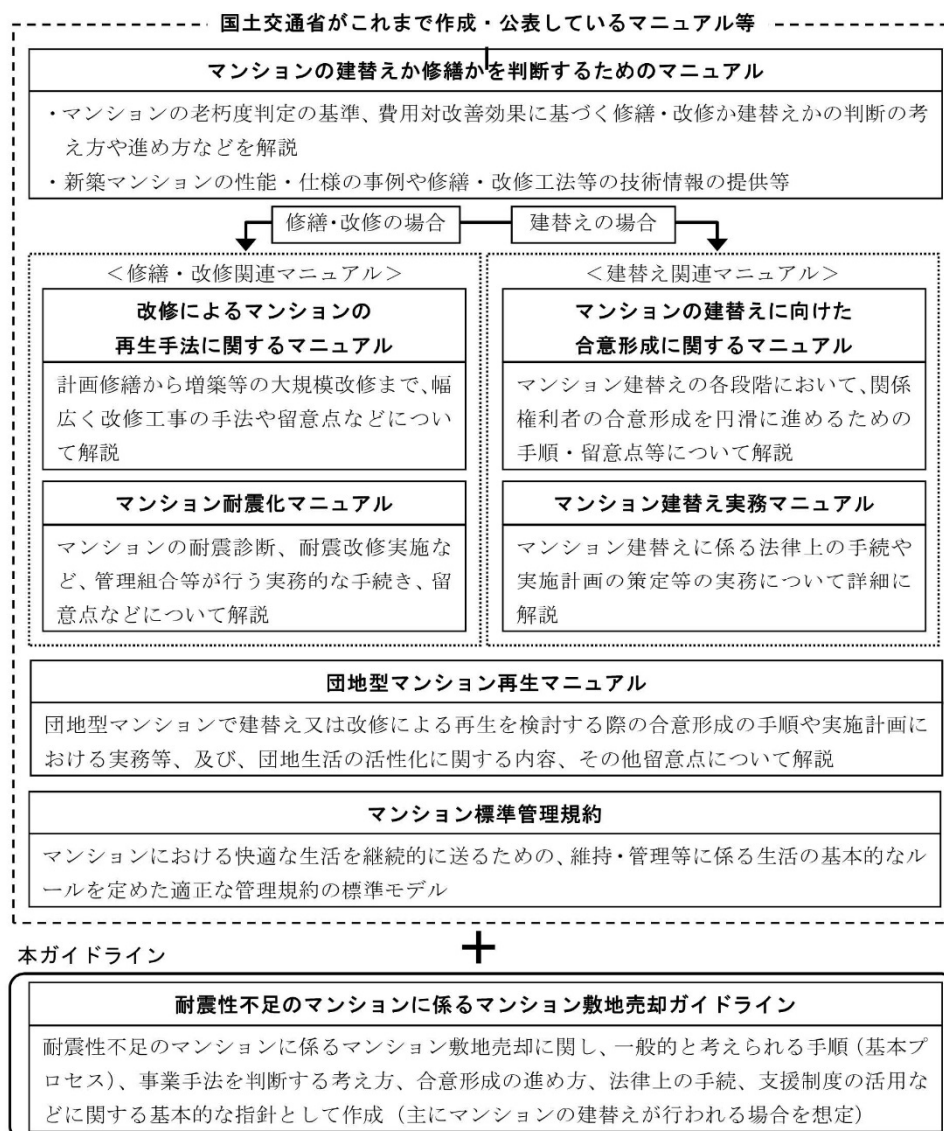 国土交通省がこれまで作成・公表しているマニュアル等
マンションの建替えか修繕かを判断するためのマニュアル
・マンションの老朽度判定の基準、費用対改善効果に基づく修繕・改修か建替えかの判断の考
え方や進め方などを解説
・新築マンションの性能・仕様の事例や修繕・改修工法等の技術情報の提供等
修繕・改修の場合
建替えの場合
＜修繕・改修関連マニュアル＞
改修によるマンションの
再生手法に関するマニュアル
計画修繕から増築等の大規模改修まで、幅
広く改修工事の手法や留意点などについ
て解説
マンション耐震化マニュアル
マンションの耐震診断、耐震改修実施な
ど、管理組合等が行う実務的な手続き、留
意点などについて解説
＜建替え関連マニュアル＞
マンションの建替えに向けた
合意形成に関するマニュアル
マンション建替えの各段階において、関係
権利者の合意形成を円滑に進めるための
手順・留意点等について解説
マンション建替え実務マニュアル
マンション建替えに係る法律上の手続や
実施計画の策定等の実務について詳細に
解説
団地型マンション再生マニュアル
団地型マンションで建替え又は改修による再生を検討する際の合意形成の手順や実施計画に
おける実務等、及び、団地生活の活性化に関する内容、その他留意点について解説
マンション標準管理規約
マンションにおける快適な生活を継続的に送るための、維持・管理等に係る生活の基本的なル
ールを定めた適正な管理規約の標準モデル
＋
本ガイドライン
耐震性不足のマンションに係るマンション敷地売却ガイドライン
耐震性不足のマンションに係るマンション敷地売却に関し、一般的と考えられる手順（基本プ
ロセス）、事業手法を判断する考え方、合意形成の進め方、法律上の手続、支援制度の活用な
どに関する基本的な指針として作成（主にマンションの建替えが行われる場合を想定）